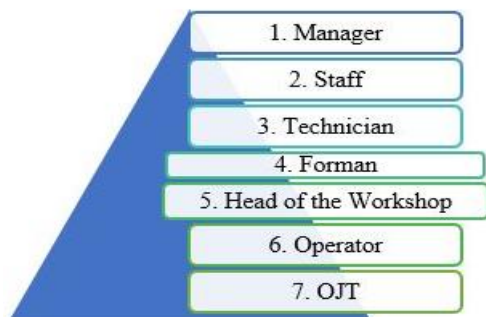 1. Manager
2. Staff
3. Technician
4. Forman
5. Head of the Workshop
6. Operator
7. OJT